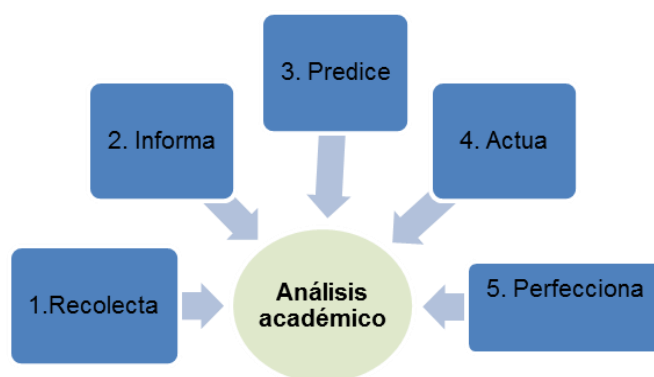 1.Recolecta
2. Informa
3. Predice
4. Actua
5. Perfecciona
Análisis
académico